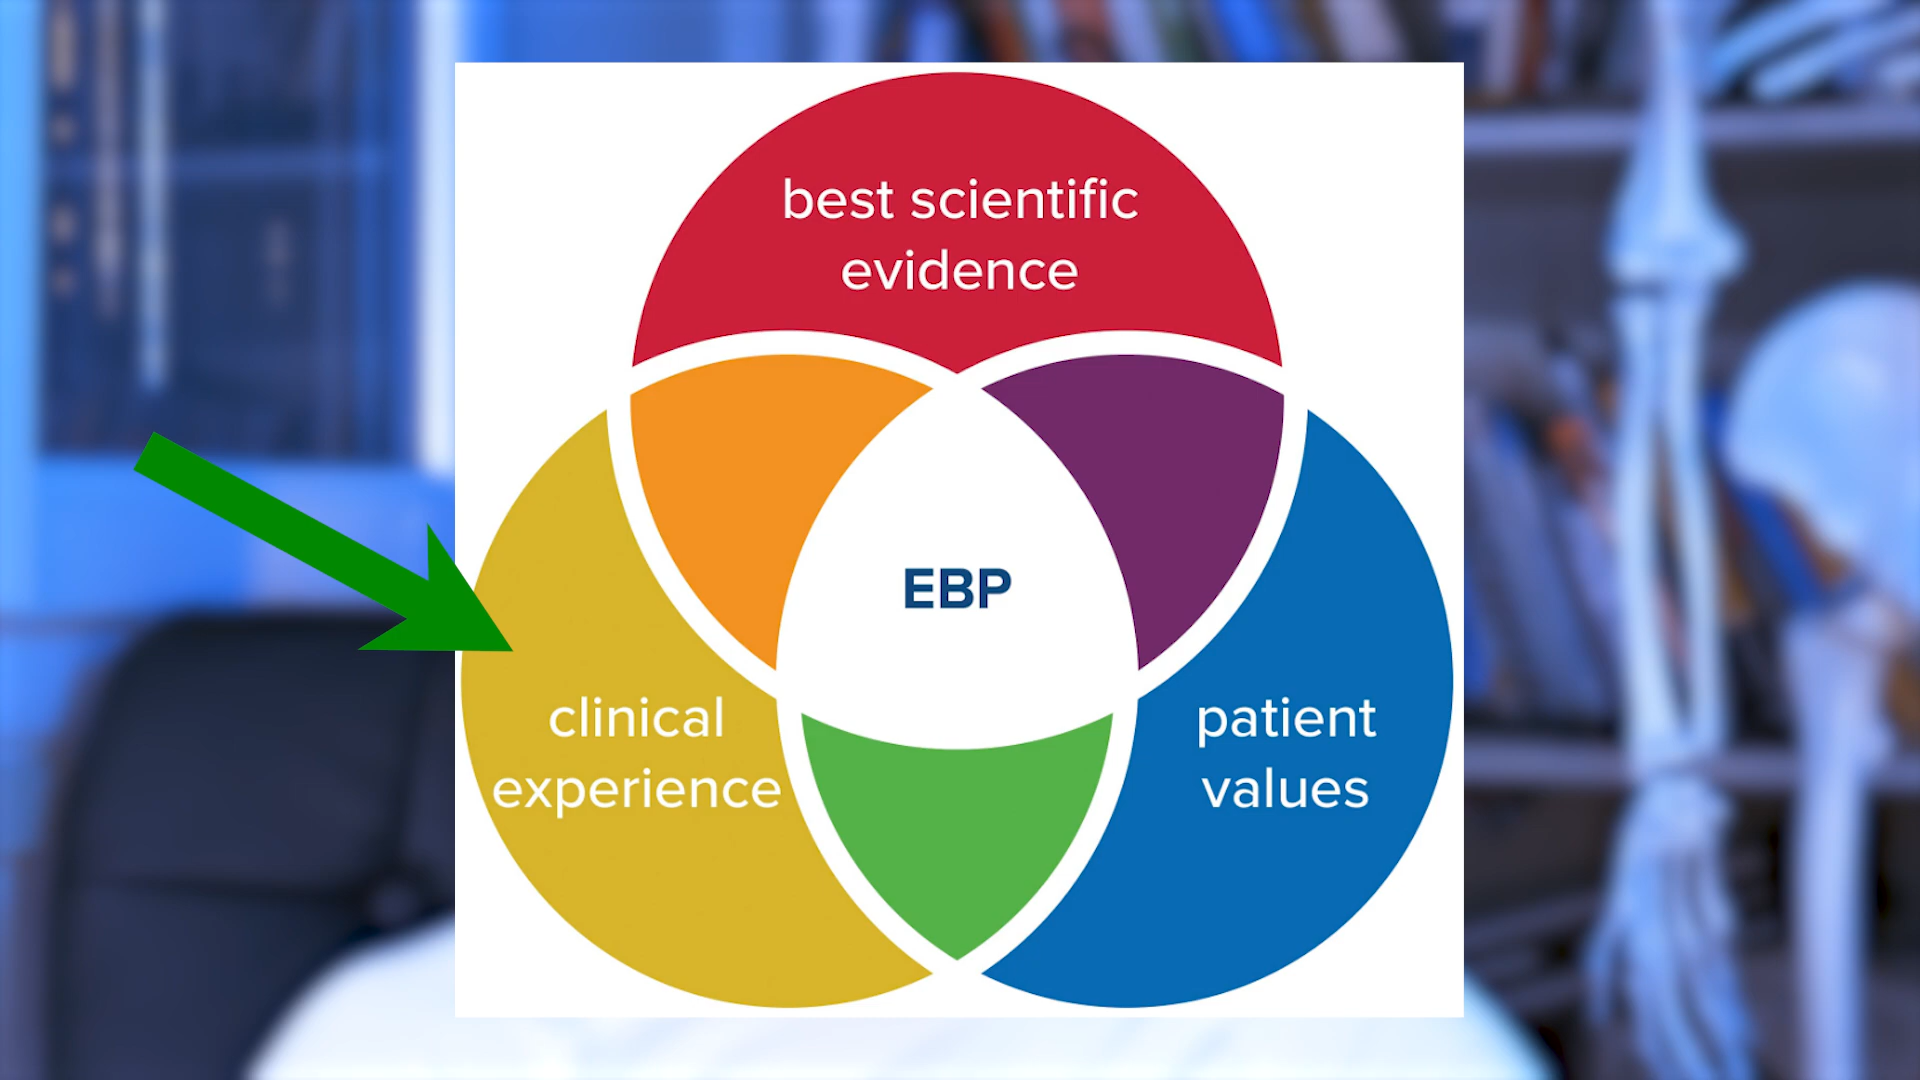 best scientific
evidence
EBP
clinical
experience
patient
values